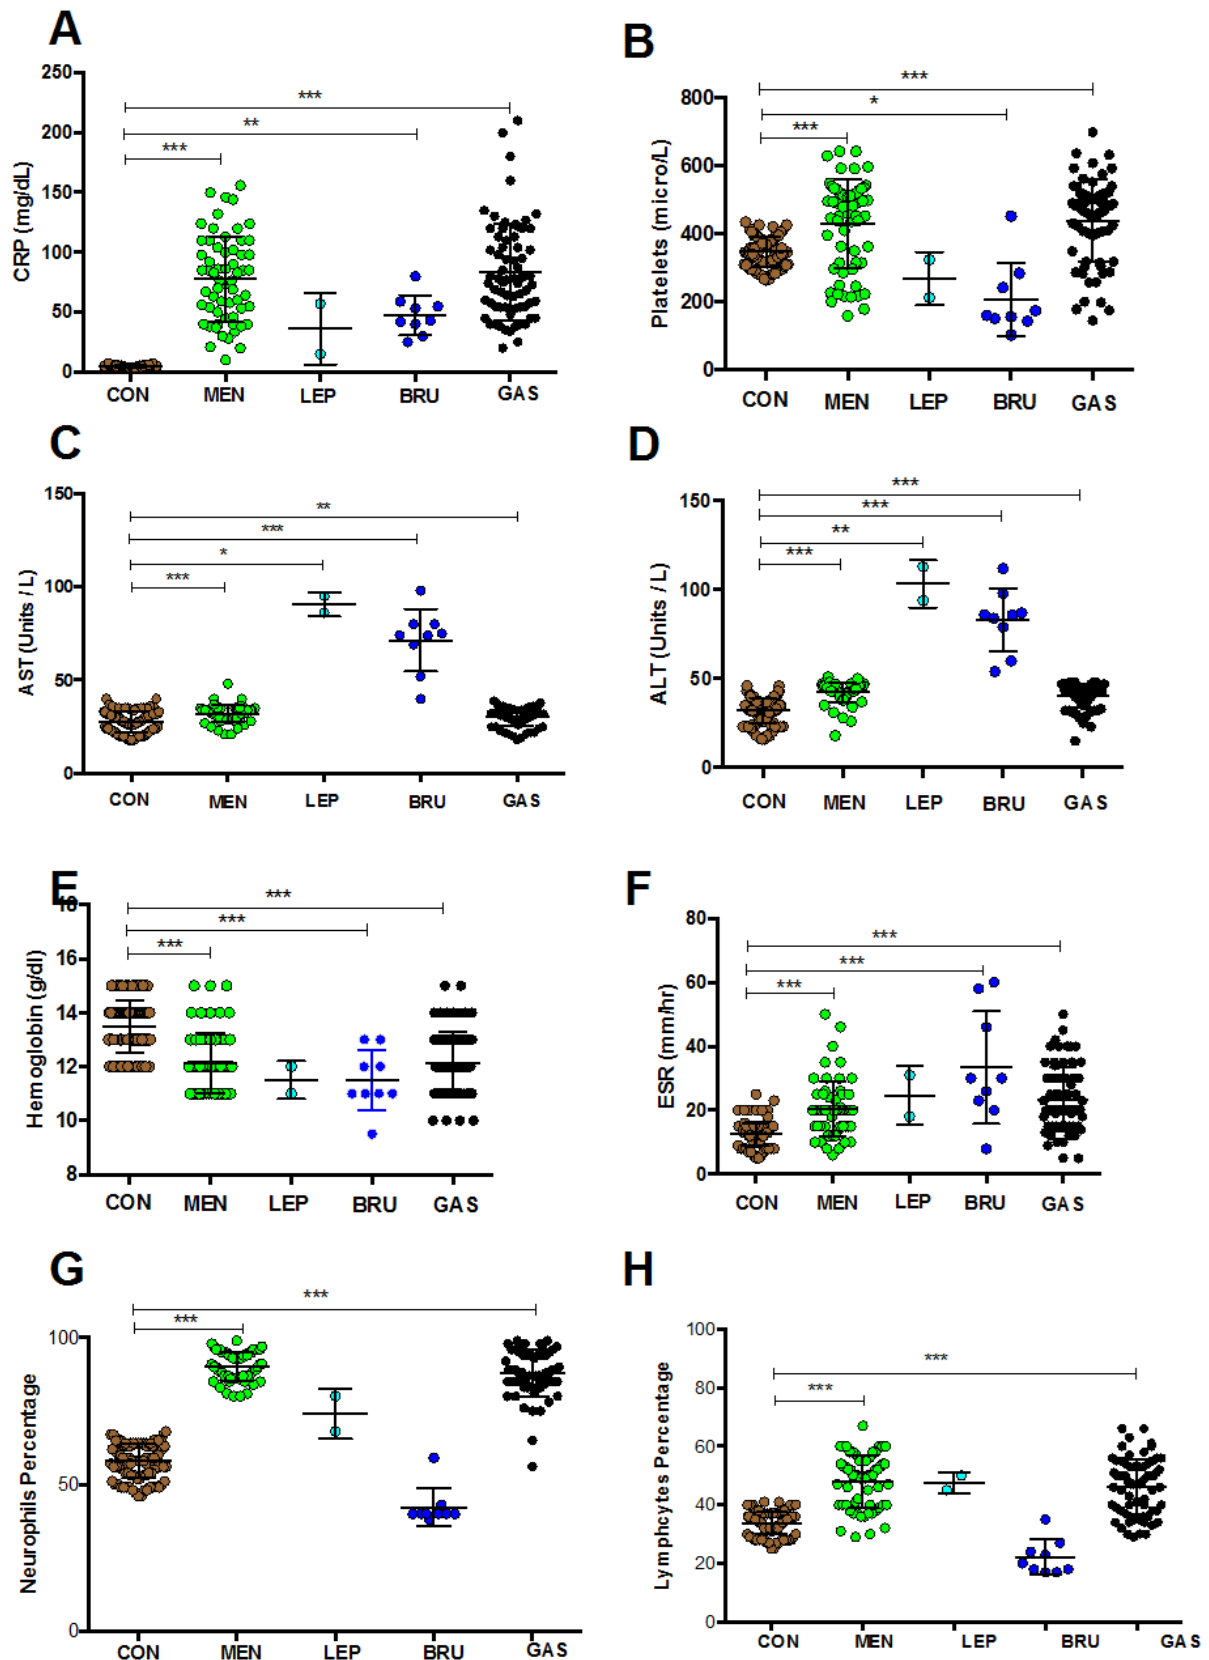 A
CRP (mg/dL)
250
200
150
100
50
0
***
**
***
CON MEN LEP BRU GAS
B
Platelets (micro/L)
800
600
400
200
0
***
*
***
CON MEN LEP BRU GAS
C
AST (Units / L)
150
100
50
0
**
***
*
***
CON MEN LEP BRU GAS
D
ALT (Units / L)
150
100
50
0
***
***
**
***
CON MEN LEP BRU GAS
E
Hemoglobin (g/dl)
18
16
14
12
10
8
***
***
***
CON MEN LEP BRU GAS
F
ESR (mm/hr)
80
60
40
20
0
***
***
***
CON MEN LEP BRU GAS
G
Neurophils Percentage
100
50
0
***
***
CON MEN LEP BRU GAS
H
Lymphcytes Percentage
100
80
60
40
20
0
***
***
CON MEN LEP BRU GAS